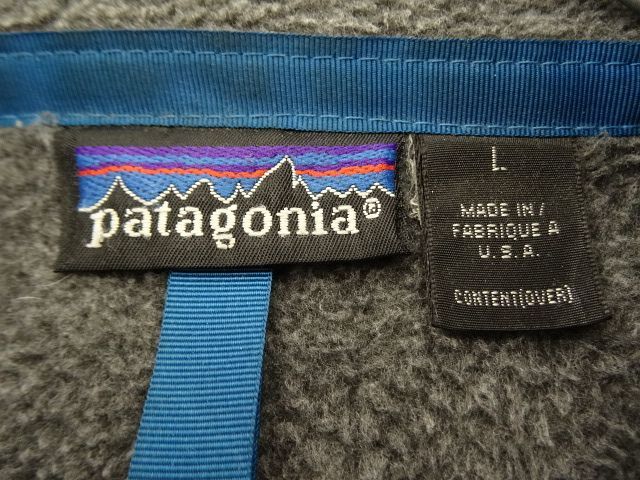 patagonia®
L
MADE IN/
FABRIQUE A
U.S.A.
CONTENT(OVER)